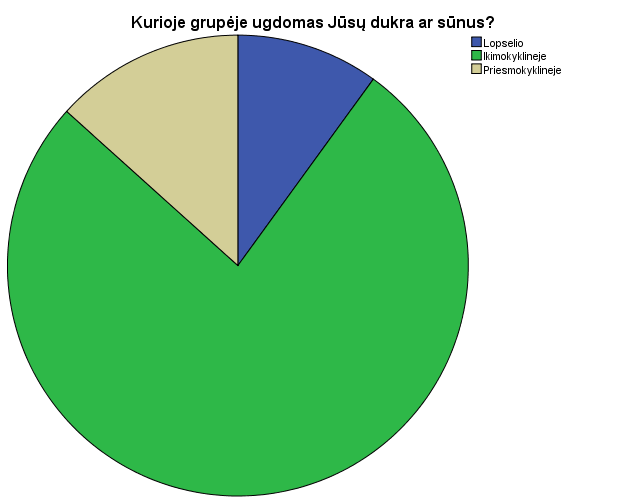 Kurioje grupėje ugdomas Jūsų dukra ar sūnus?
Lopselio
Ikimokyklineje
Priesmokyklineje